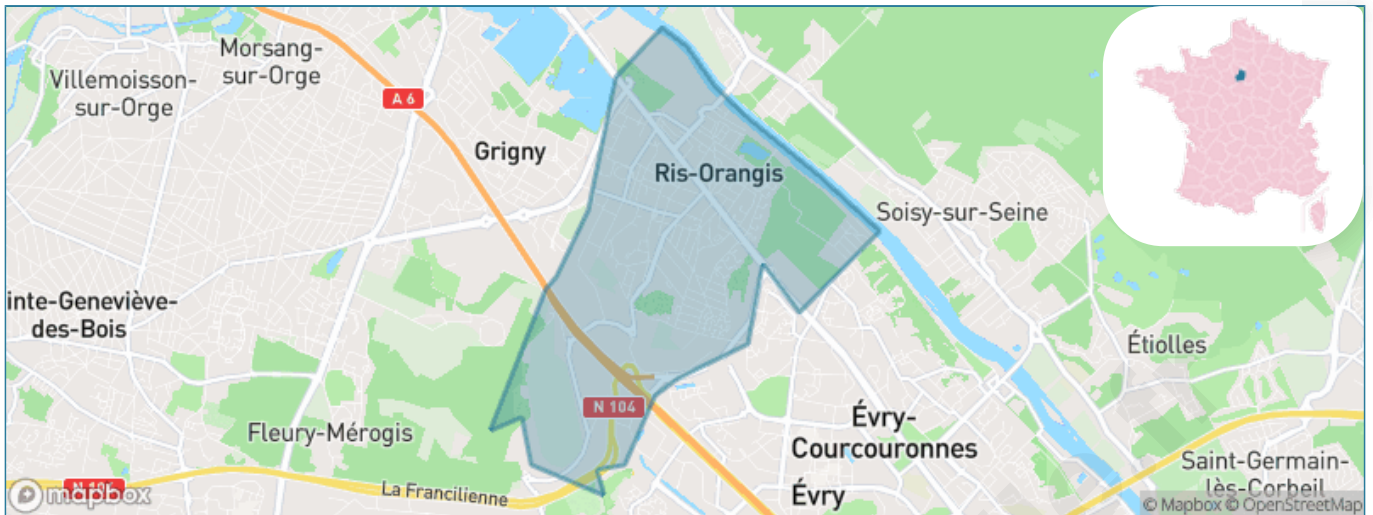 Morsang-
sur-Orge
Villemoisson-
sur-Orge
A 6
Grigny
Ris-Orangis
Soisy-sur-Seine
inte-Geneviève-
des-Bois
Étiolles
N 104
Fleury-Mérogis
Évry-
Courcouronnes
Saint-Germain-
lès-Corbeil
La Francilienne
Évry
mapbox
© Mapbox © OpenStreetMap